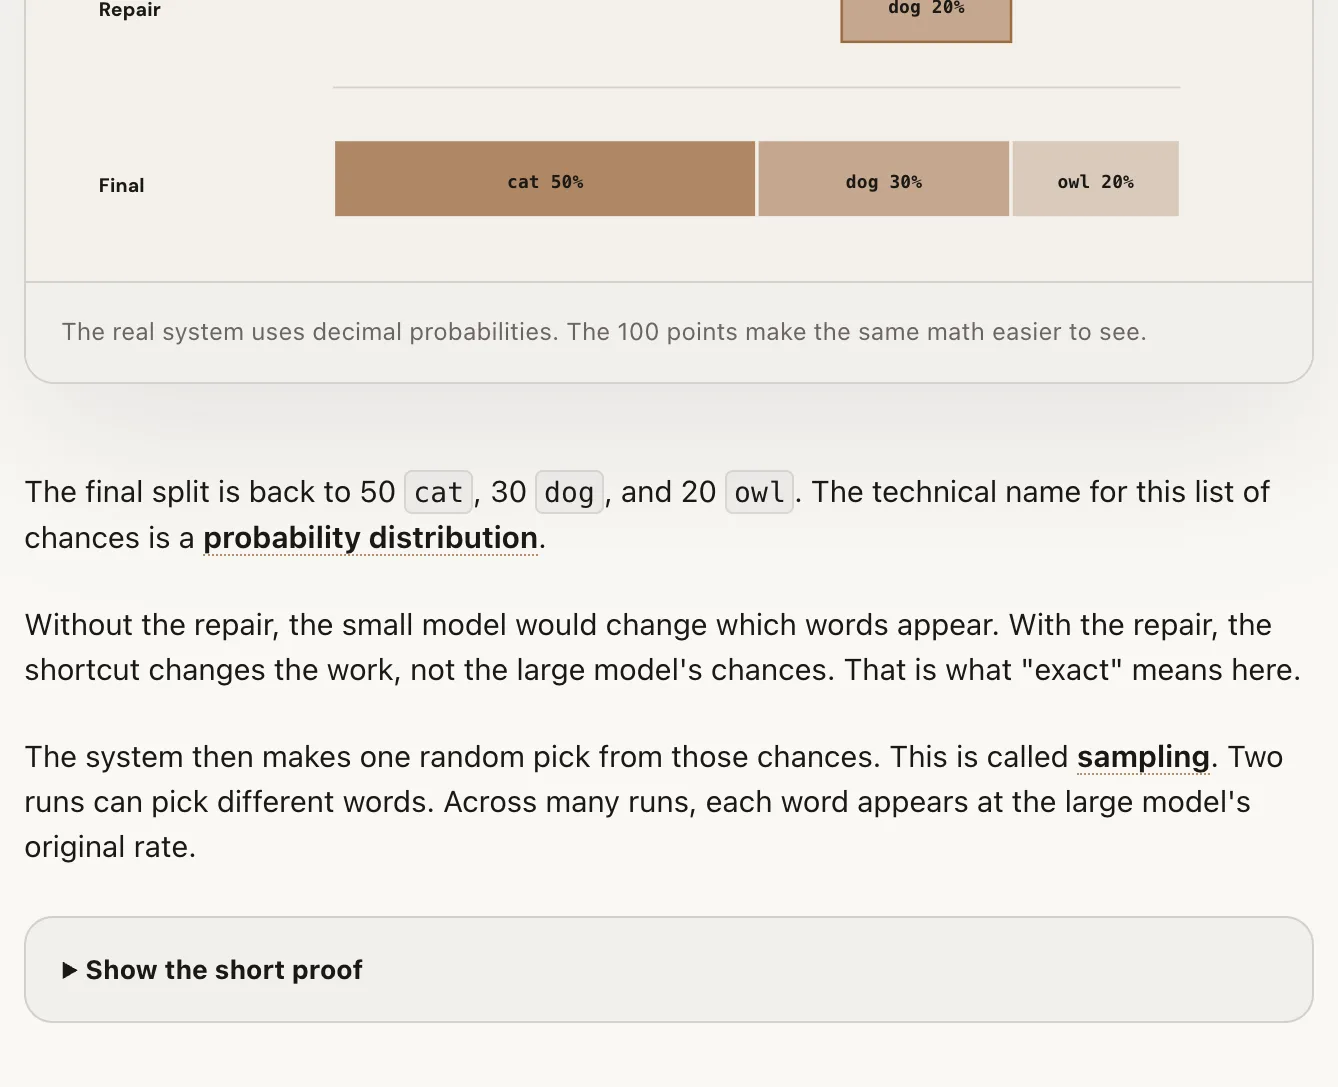 Repair
dog 20%
Final
cat 50%
dog 30%
owl 20%
The real system uses decimal probabilities. The 100 points make the same math easier to see.
The final split is back to 50 cat, 30 dog, and 20 owl. The technical name for this list of
chances is a probability distribution.
Without the repair, the small model would change which words appear. With the repair, the
shortcut changes the work, not the large model's chances. That is what "exact" means here.
The system then makes one random pick from those chances. This is called sampling. Two
runs can pick different words. Across many runs, each word appears at the large model's
original rate.
Show the short proof